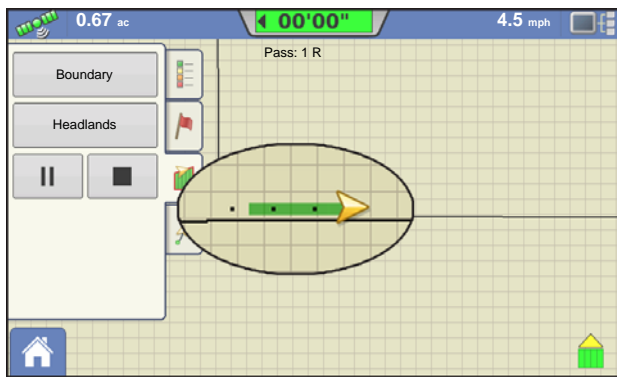 0.67 ac
00'00"
4.5 mph
Pass: 1 R
Boundary
Headlands